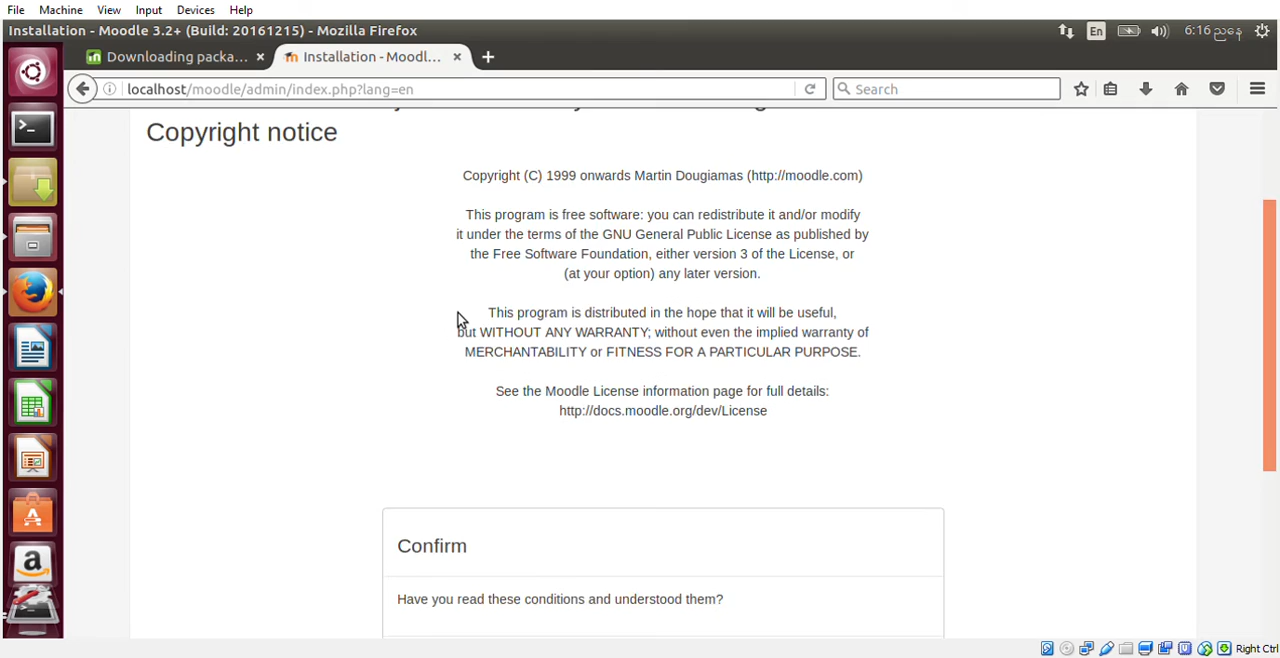 File Machine View Input Devices Help
Installation - Moodle 3.2+ (Build: 20161215) - Mozilla Firefox
En
6:16 ညနေ
Downloading packa...
Installation - Moodl...
localhost/moodle/admin/index.php?lang=en
Search
Copyright notice
Copyright (C) 1999 onwards Martin Dougiamas (http://moodle.com)
This program is free software: you can redistribute it and/or modify
it under the terms of the GNU General Public License as published by
the Free Software Foundation, either version 3 of the License, or
(at your option) any later version.
This program is distributed in the hope that it will be useful,
but WITHOUT ANY WARRANTY; without even the implied warranty of
MERCHANTABILITY or FITNESS FOR A PARTICULAR PURPOSE.
See the Moodle License information page for full details:
http://docs.moodle.org/dev/License
Confirm
Have you read these conditions and understood them?
Right Ctrl